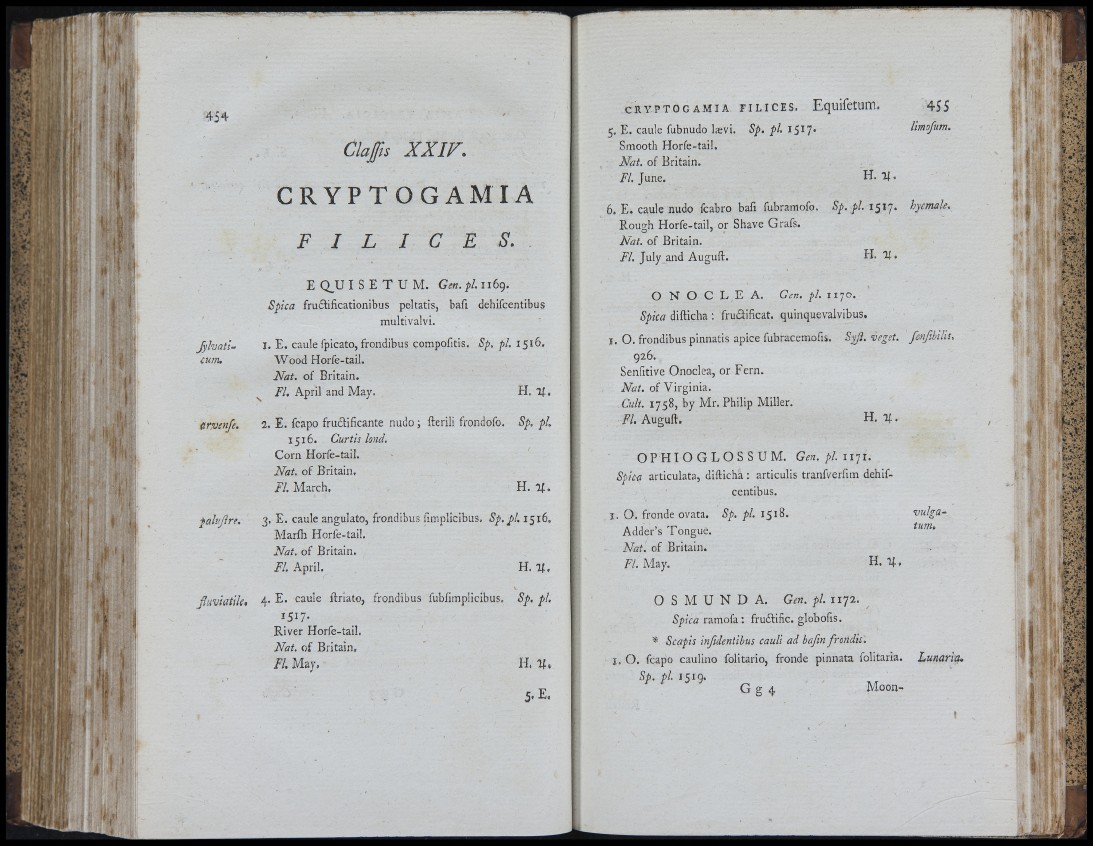 454
Claſſis XXIV.
CRYPTOGAMIA
FILICES.
EQUISETUM. Gen. pl. 1169.
Spica fructificationibus peltatis, baſi dehiſcentibus
multivalvi.
ſylvati- 1. E. caule ſpicato, frondibus compoſitis. Sp. pl. 1516.
cum. Wood Horſe-tail.
Nat. of Britain.
Fl. April and May. H. ♃.
arvenſe. 2. E. ſcapo fructificante nudo; ſterili frondoſo. Sp. pl.
1516. Curtis lond.
Corn Horſe-tail.
Nat. of Britain.
Fl. March. H. ♃.
paluſtre. 3. E. caule angulato, frondibus ſimplicibus. Sp. pl. 1516.
Marſh Horſe-tail.
Nat. of Britain.
Fl. April. H. ♃.
fluviatile. 4. E. caule ſtriato, frondibus ſubſimplicibus. Sp. pl.
1517.
River Horſe-tail.
Nat. of Britain.
Fl. May. H. ♃.
5. E.
CRYPTOGAMIA FILICES. Equiſetum. 455
5. E. caule ſubnudo lævi. Sp. pl. 1517. limoſum.
Smooth Horſe-tail.
Nat. of Britain.
Fl. June. H. ♃.
6. E. caule nudo ſcabro baſi ſubramoſo. Sp. pl. 1517. hyemale.
Rough Horſe-tail, or Shave Graſs.
Nat. of Britain.
Fl. July and Auguſt. H. ♃.
ONOCLEA. Gen. pl. 1170.
Spica diſticha: fructificat. quinquevalvibus.
1. O. frondibus pinnatis apice ſubracemoſis. Syſt. veget. ſenſibilis.
926.
Senſitive Onoclea, or Fern.
Nat. of Virginia.
Cult. 1758, by Mr. Philip Miller.
Fl. Auguſt. H. ♃.
OPHIOGLOSSUM. Gen. pl. 1171.
Spica articulata, diſticha: articulis tranſverſim dehiſ-
centibus.
1. O. fronde ovata. Sp. pl. 1518. vulga-
Adder's Tongue. tum.
Nat. of Britain.
Fl. May. H. ♃.
OSMUNDA. Gen. pl. 1172.
Spica ramoſa: fructific. globoſis.
* Scapis inſidentibus cauli ad baſin frondis.
1. O. ſcapo caulino ſolitario, fronde pinnata ſolitaria. Lunaria.
Sp. pl. 1519.
G g 4 Moon-